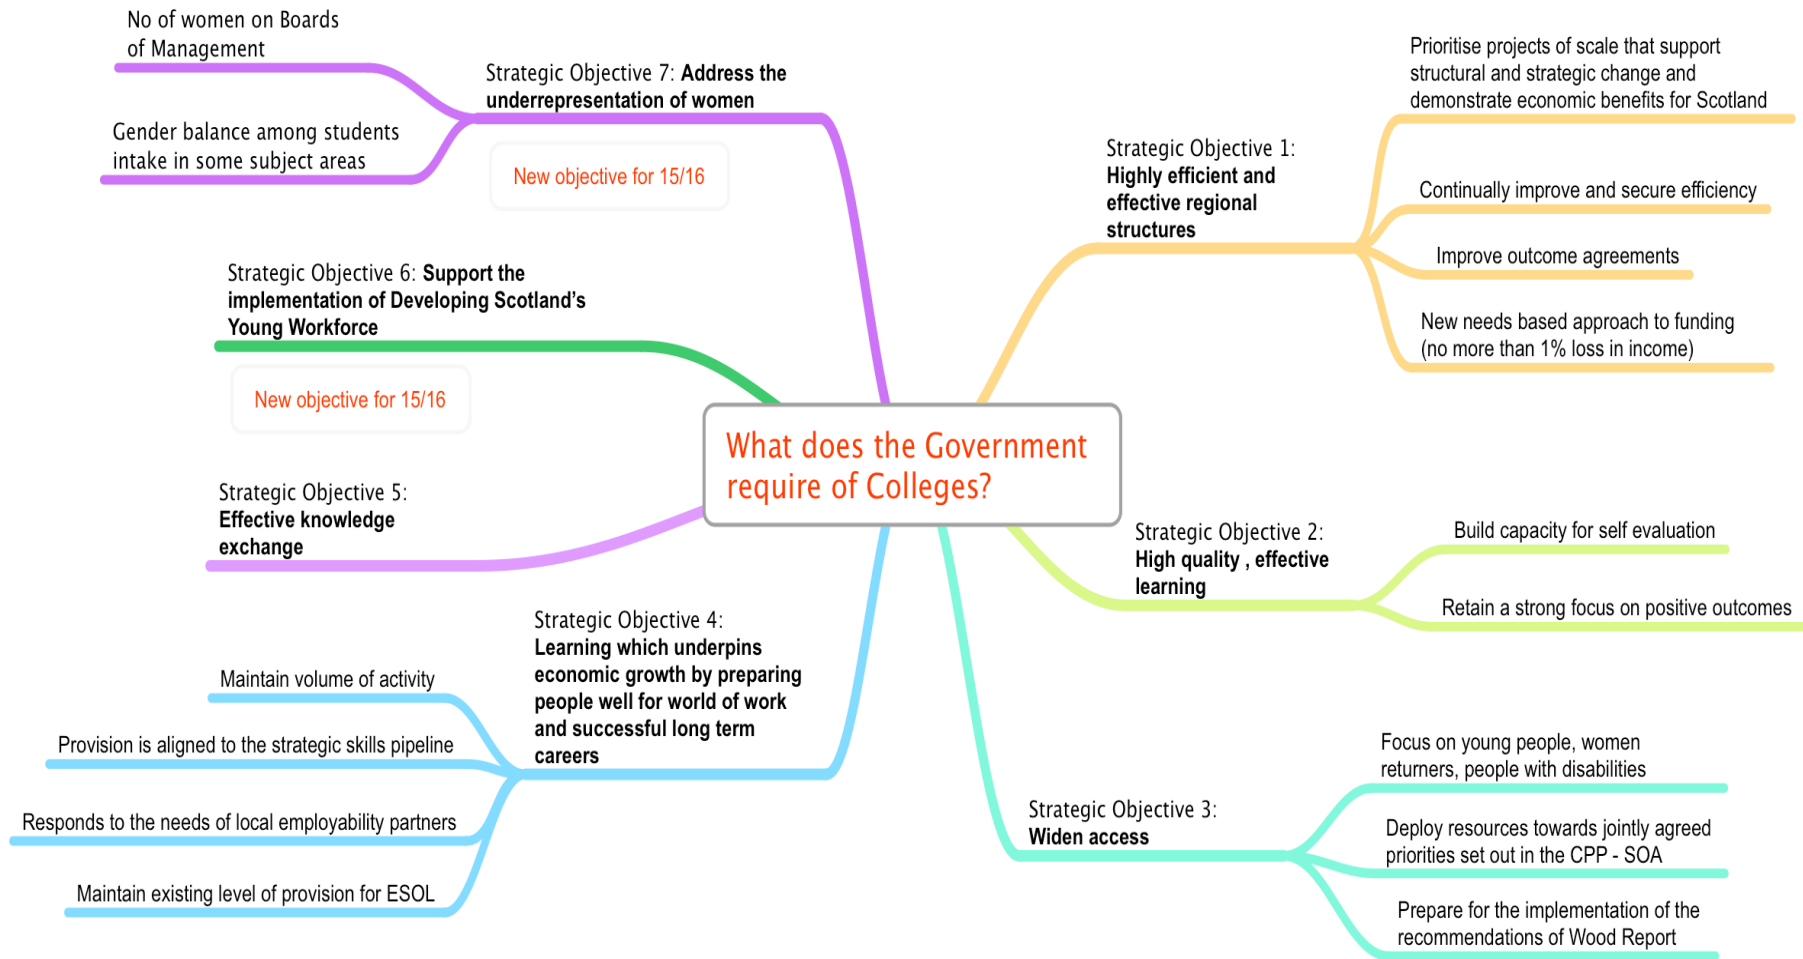 What does the Government
require of Colleges?
Strategic Objective 1:
Highly efficient and
effective regional
structures
Prioritise projects of scale that support
structural and strategic change and
demonstrate economic benefits for Scotland
Continually improve and secure efficiency
Improve outcome agreements
New needs based approach to funding
(no more than 1% loss in income)
Strategic Objective 2:
High quality , effective
learning
Build capacity for self evaluation
Retain a strong focus on positive outcomes
Strategic Objective 3:
Widen access
Focus on young people, women
returners, people with disabilities
Deploy resources towards jointly agreed
priorities set out in the CPP - SOA
Prepare for the implementation of the
recommendations of Wood Report
Strategic Objective 4:
Learning which underpins
economic growth by preparing
people well for world of work
and successful long term
careers
Maintain volume of activity
Provision is aligned to the strategic skills pipeline
Responds to the needs of local employability partners
Maintain existing level of provision for ESOL
Strategic Objective 5:
Effective knowledge
exchange
Strategic Objective 6: Support the
implementation of Developing Scotland's
Young Workforce
New objective for 15/16
Strategic Objective 7: Address the
underrepresentation of women
New objective for 15/16
No of women on Boards
of Management
Gender balance among students
intake in some subject areas